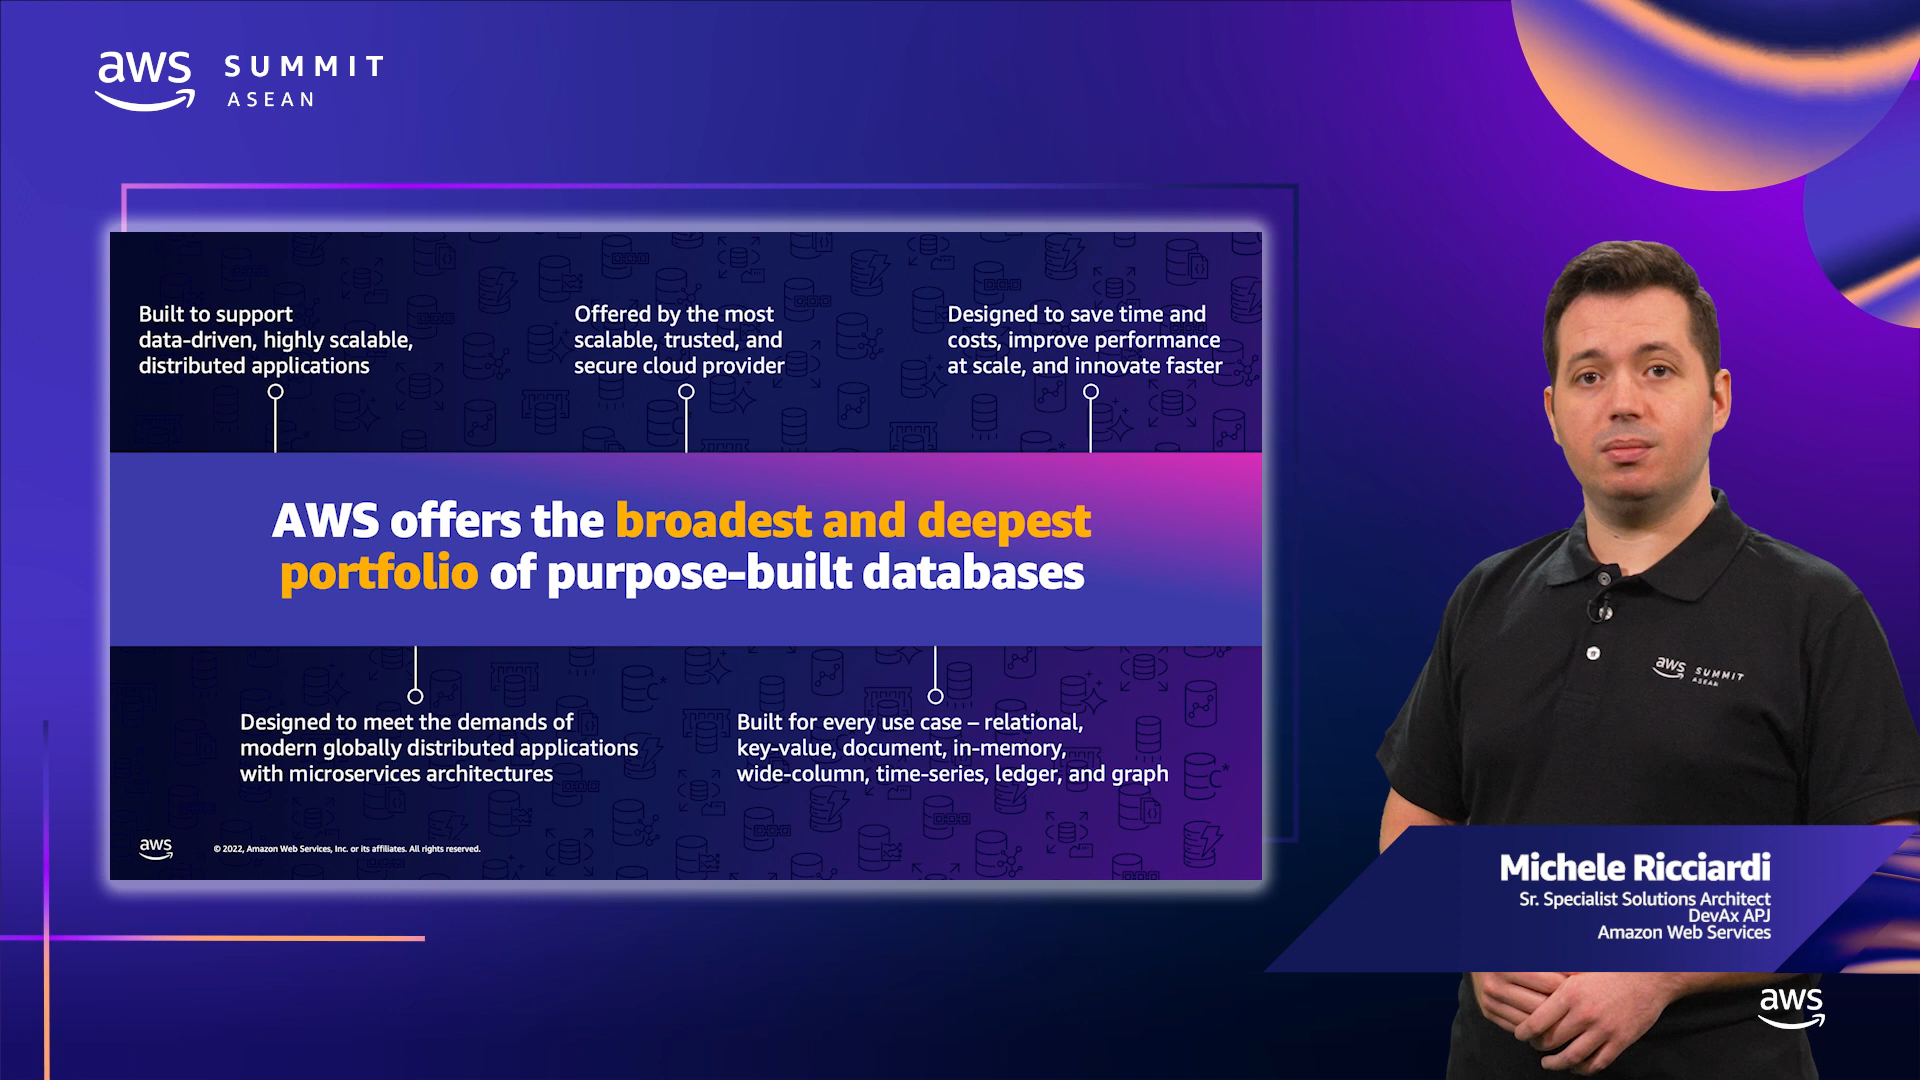 aws SUMMIT
ASEAN
Built to support
data-driven, highly scalable,
distributed applications
Offered by the most
scalable, trusted, and
secure cloud provider
Designed to save time and
costs, improve performance
at scale, and innovate faster
AWS offers the broadest and deepest
portfolio of purpose-built databases
Designed to meet the demands of
modern globally distributed applications
with microservices architectures
Built for every use case – relational,
key-value, document, in-memory,
wide-column, time-series, ledger, and graph
aws
© 2022, Amazon Web Services, Inc. or its affiliates. All rights reserved.
aws SUMMIT
ASEAN
Michele Ricciardi
Sr. Specialist Solutions Architect
DevAx APJ
Amazon Web Services
aws